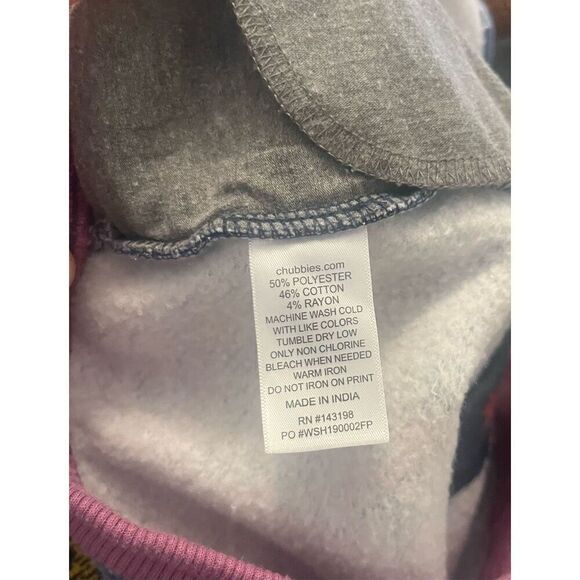 chubbies.com
50% POLYESTER
46% COTTON
4% RAYON
MACHINE WASH COLD
WITH LIKE COLORS
TUMBLE DRY LOW
ONLY NON CHLORINE
BLEACH WHEN NEEDED
WARM IRON
DO NOT IRON ON PRINT
MADE IN INDIA
RN #143198
PO #WSH190002FP